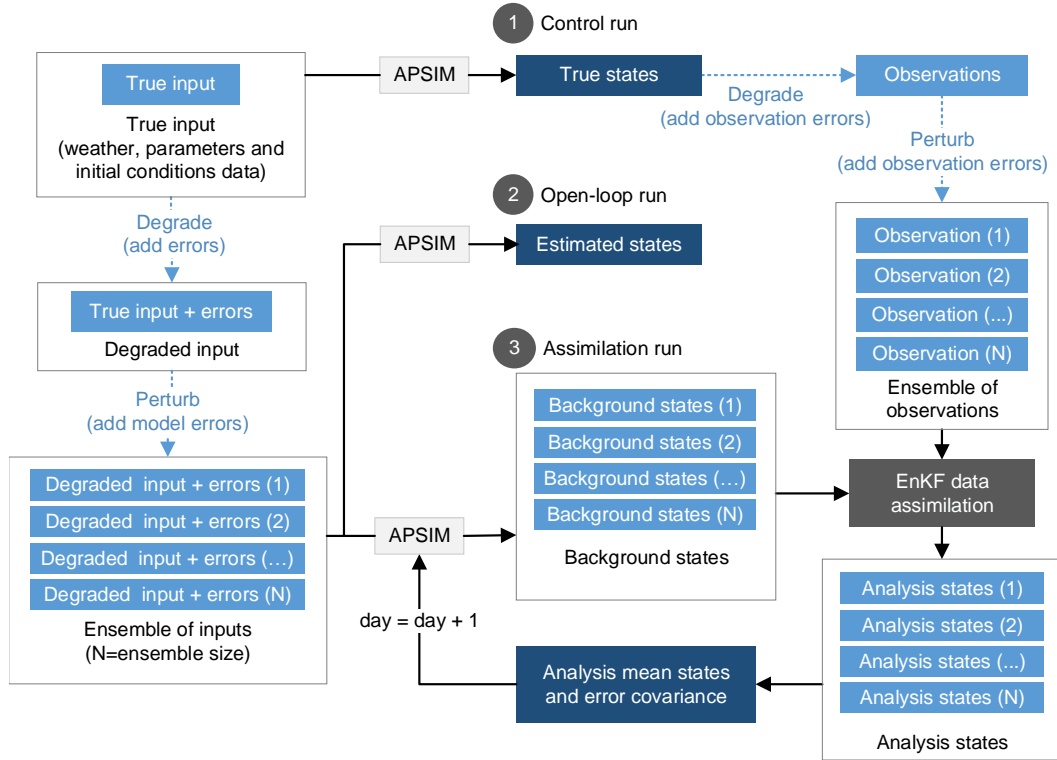 1 Control run
True input
APSIM
True states
Observations
True input
(weather, parameters and
initial conditions data)
Degrade
(add observation errors)
Perturb
(add observation errors)
2 Open-loop run
Degrade
(add errors)
APSIM
Estimated states
Observation (1)
Observation (2)
Observation (...)
Observation (N)
Ensemble of
observations
True input + errors
Degraded input
3 Assimilation run
Perturb
(add model errors)
Background states (1)
Background states (2)
Background states (…)
Background states (N)
Background states
Degraded input + errors (1)
Degraded input + errors (2)
Degraded input + errors (…)
Degraded input + errors (N)
Ensemble of inputs
(N=ensemble size)
APSIM
EnKF data
assimilation
day = day + 1
Analysis states (1)
Analysis states (2)
Analysis states (...)
Analysis states (N)
Analysis states
Analysis mean states
and error covariance